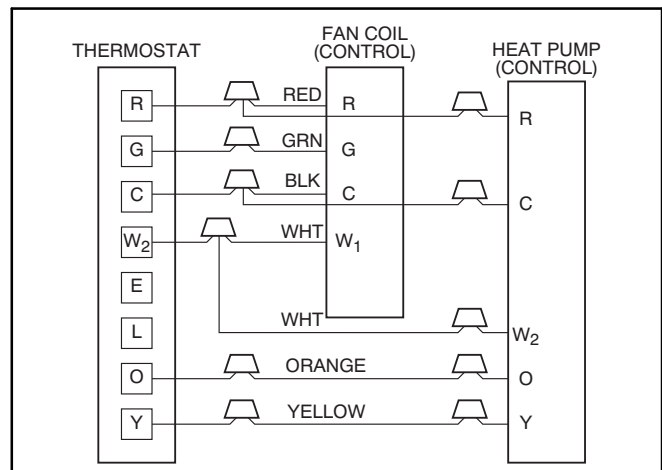 THERMOSTAT
FAN COIL
(CONTROL)
HEAT PUMP
(CONTROL)
R RED R R
G GRN G
C BLK C C
W2 WHT W1
E
L WHT W2
O ORANGE O
Y YELLOW Y